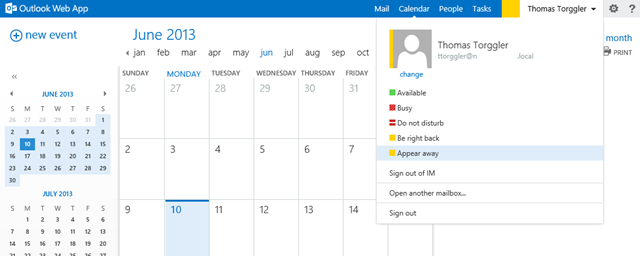 Outlook Web App Mail Calendar People Tasks Thomas Torggler ?
new event
June 2013 month
jan feb mar apr may jun jul aug sep oct
PRINT
Thomas Torggler
ttorggler@n .local
change
Available
Busy
Do not disturb
Be right back
Appear away
Sign out of IM
Open another mailbox...
Sign out
«
JUNE 2013
S M T W T F S
26 27 28 29 30 31 1
2 3 4 5 6 7 8
9 10 11 12 13 14 15
16 17 18 19 20 21 22
23 24 25 26 27 28 29
30 1 2 3 4 5 6
JULY 2013
S M T W T F S
30 1 2 3 4 5 6
7 8 9 10 11 12 13
14 15 16 17 18 19 20
SUNDAY MONDAY TUESDAY WEDNESDAY THURSDAY FRIDAY
26 27 28 29 30 31
2 3 4 5 6 7
9 10 11 12 13 14